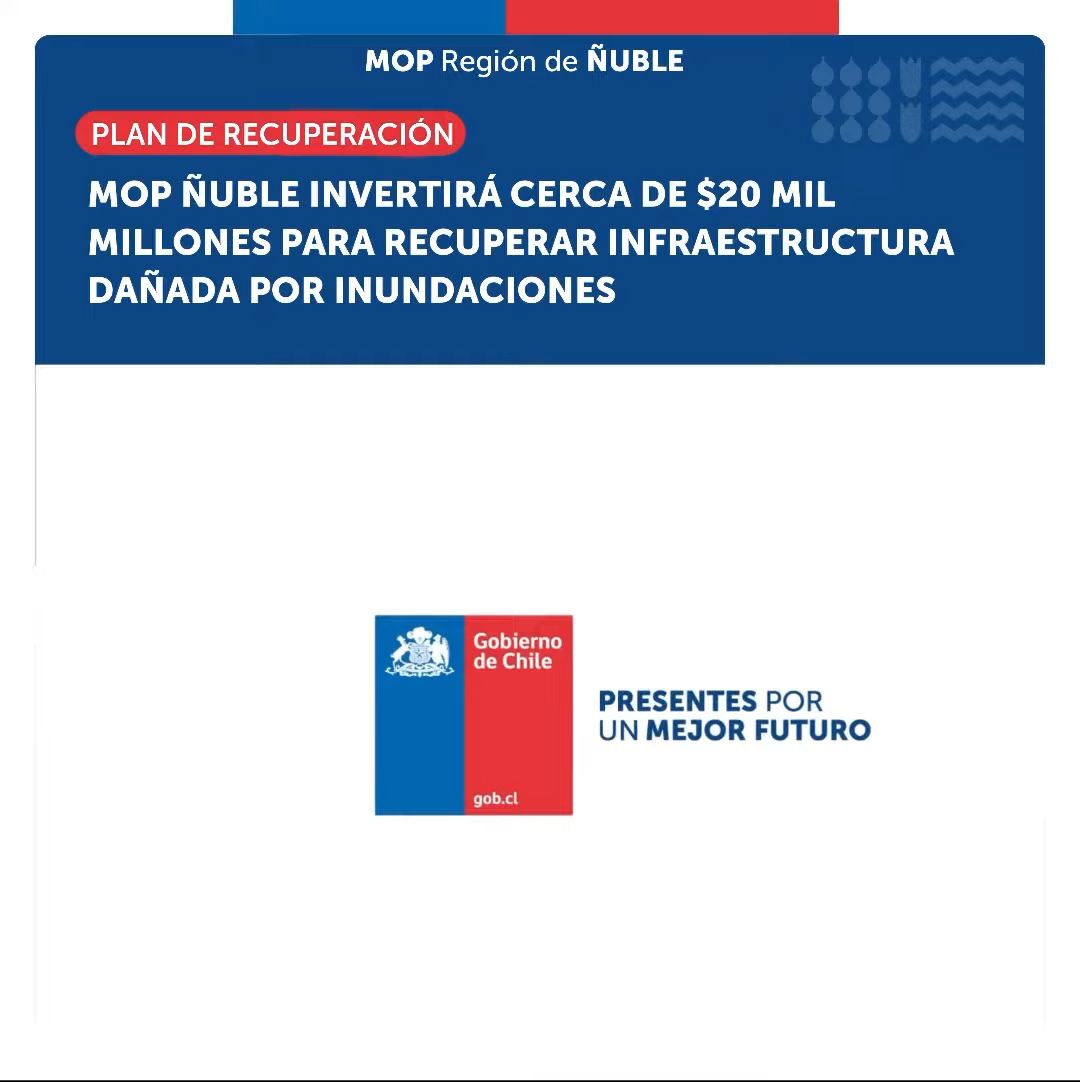 MOP Región de ÑUBLE
PLAN DE RECUPERACIÓN
MOP ÑUBLE INVERTIRÁ CERCA DE $20 MIL
MILLONES PARA RECUPERAR INFRAESTRUCTURA
DAÑADA POR INUNDACIONES
Gobierno
de Chile
gob.cl
PRESENTES POR
UN MEJOR FUTURO